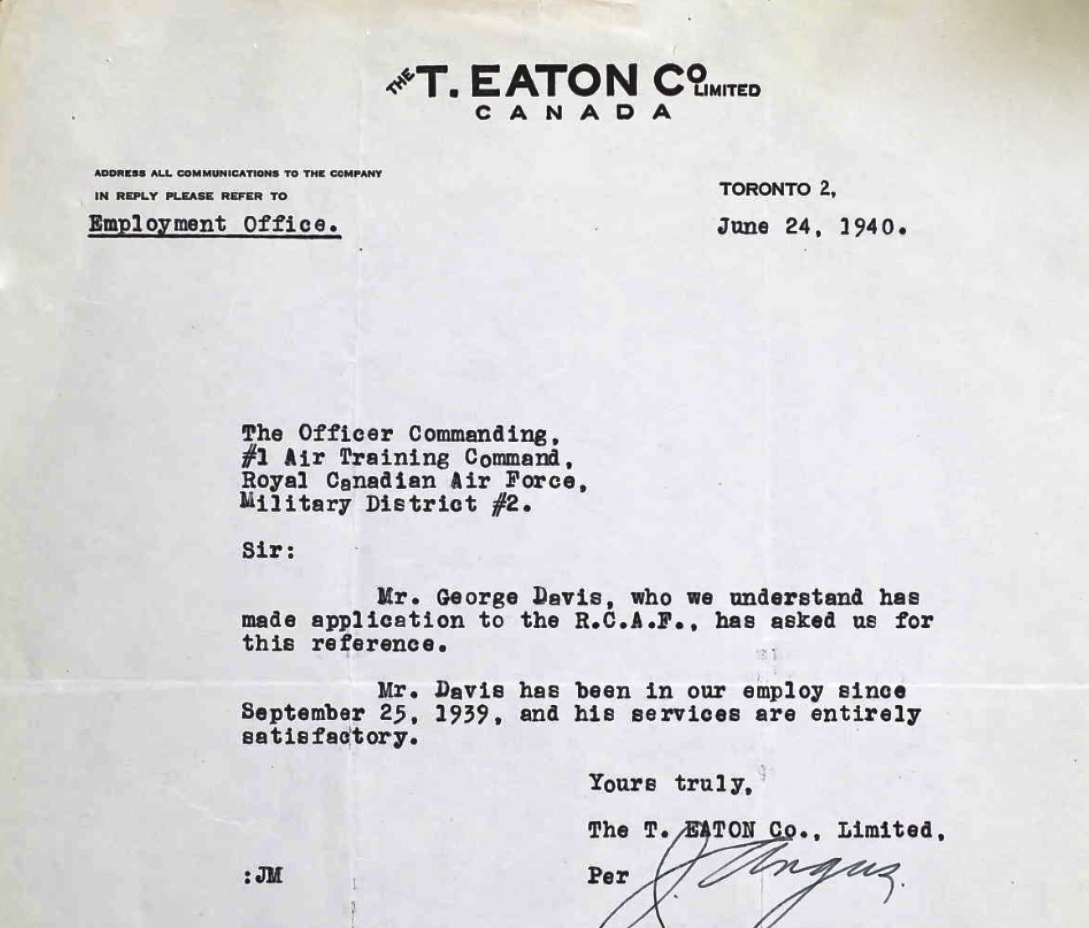 THE T. EATON CO LIMITED
CANADA
ADDRESS ALL COMMUNICATIONS TO THE COMPANY
IN REPLY PLEASE REFER TO
Employment Office.
TORONTO 2,
June 24, 1940.
The Officer Commanding,
#1 Air Training Command,
Royal Canadian Air Force,
Military District #2.
Sir:
Mr. George Davis, who we understand has
made application to the R.C.A.F., has asked us for
this reference.
Mr. Davis has been in our employ since
September 25, 1939, and his services are entirely
satisfactory.
Yours truly,
The T. EATON Co., Limited,
:JM
Per J. Angus.